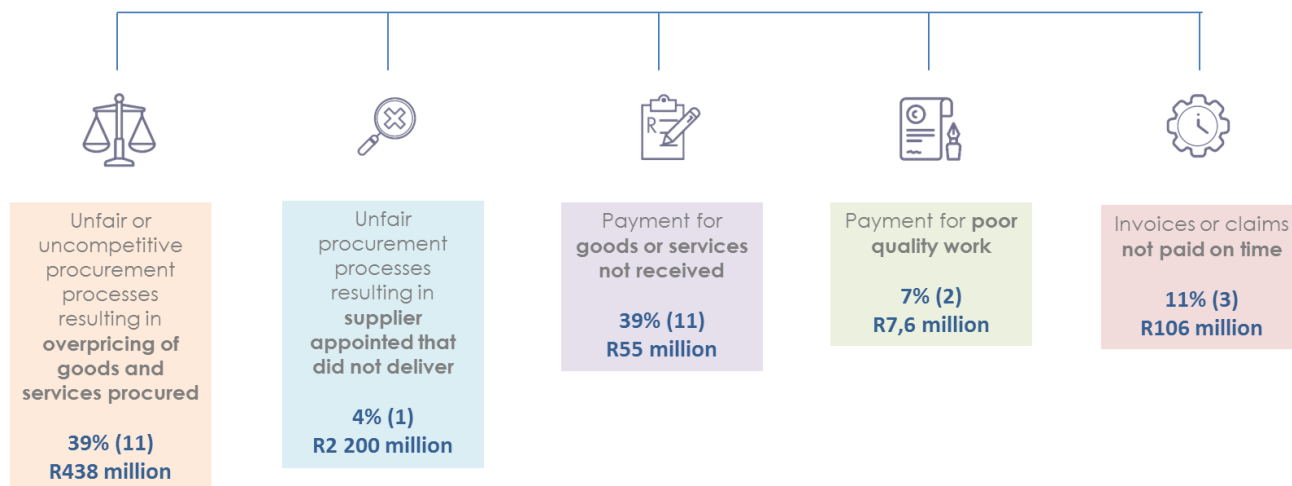 R
Unfair or
uncompetitive
procurement
processes
resulting in
overpricing of
goods and
services procured
39% (11)
R438 million
Unfair
procurement
processes
resulting in
supplier
appointed that
did not deliver
4% (1)
R2 200 million
Payment for
goods or services
not received
39% (11)
R55 million
Payment for poor
quality work
7% (2)
R7,6 million
Invoices or claims
not paid on time
11% (3)
R106 million